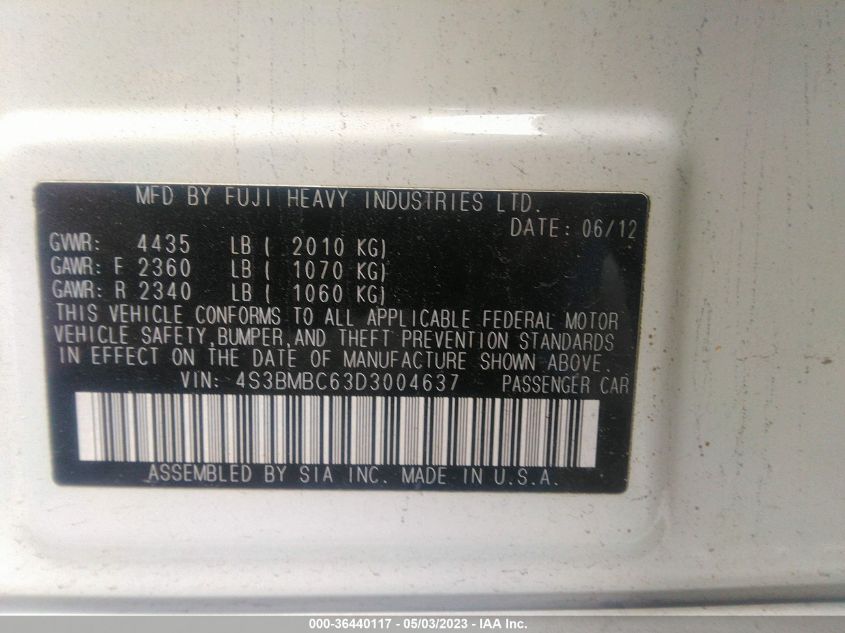 MFD BY FUJI HEAVY INDUSTRIES LTD.
DATE: 06/12
GVWR: 4435 LB ( 2010 KG)
GAWR: F 2360 LB ( 1070 KG)
GAWR: R 2340 LB ( 1060 KG)
THIS VEHICLE CONFORMS TO ALL APPLICABLE FEDERAL MOTOR
VEHICLE SAFETY, BUMPER, AND THEFT PREVENTION STANDARDS
IN EFFECT ON THE DATE OF MANUFACTURE SHOWN ABOVE.
VIN: 4S3BMBC63D3004637 PASSENGER CAR
ASSEMBLED BY SIA INC. MADE IN U.S.A.
000-36440117 - 05/03/2023 - IAA Inc.